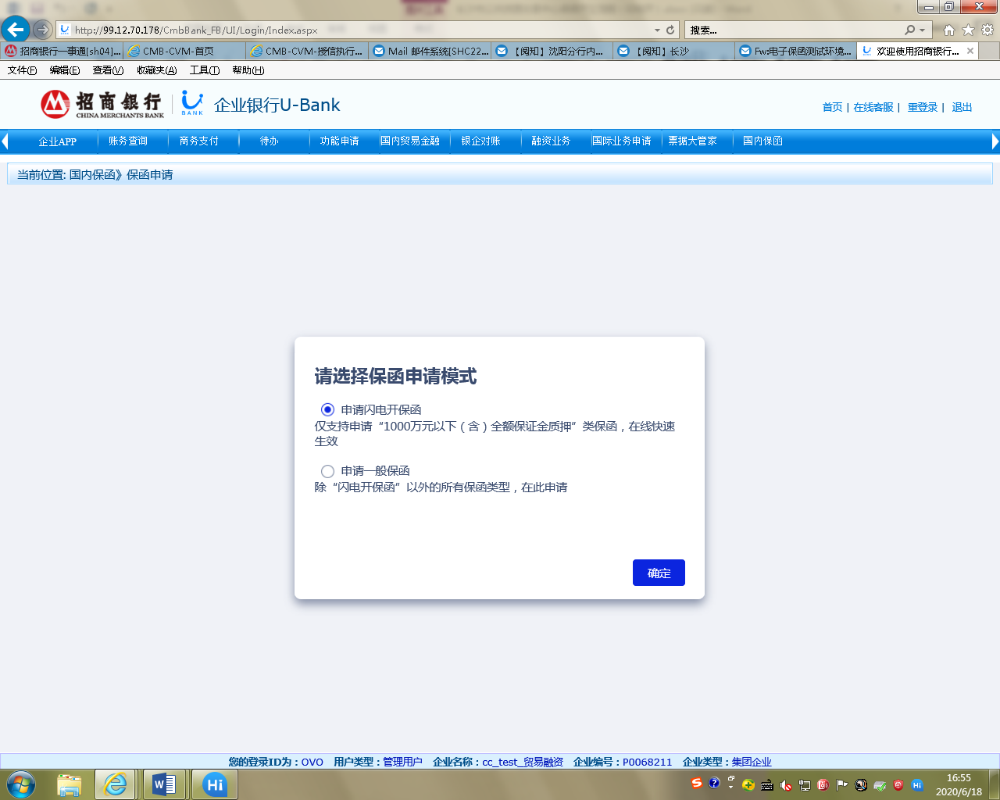 http://99.12.70.178/CmbBank_FB/UI/Login/Index.aspx
搜索...
招商银行一事通[sh04]...
CMB-CVM-首页
CMB-CVM-授信执行...
Mail 邮件系统[SHC22...
【阅知】沈阳分行内...
【阅知】长沙
Fw:电子保函测试环境...
欢迎使用招商银行...
文件(F) 编辑(E) 查看(V) 收藏夹(A) 工具(T) 帮助(H)
招商银行
CHINA MERCHANTS BANK
BANK
企业银行U-Bank
首页 | 在线客服 | 重登录 | 退出
企业APP 账务查询 商务支付 待办 功能申请 国内贸易金融 银企对账 融资业务 国际业务申请 票据大管家 国内保函
当前位置: 国内保函》保函申请
请选择保函申请模式
申请闪电开保函
仅支持申请“1000万元以下（含）全额保证金质押”类保函，在线快速
生效
申请一般保函
除“闪电开保函”以外的所有保函类型，在此申请
确定
您的登录ID为：OVO 用户类型：管理用户 企业名称：cc_test_贸易融资 企业编号：P0068211 企业类型：集团企业
16:55
2020/6/18